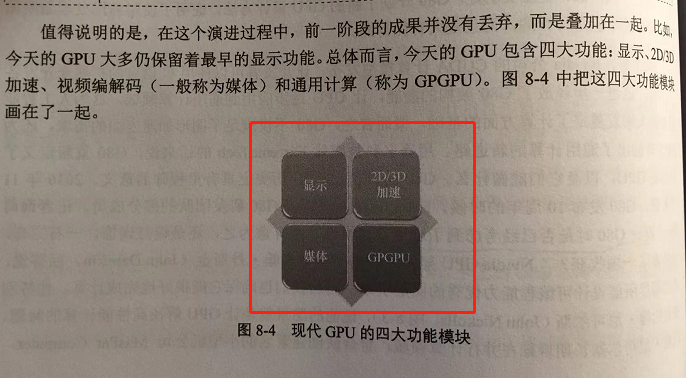 值得说明的是，在这个演进过程中，前一阶段的成果并没有丢弃，而是叠加在一起。比如，
今天的 GPU 大多仍保留着最早的显示功能。总体而言，今天的 GPU 包含四大功能：显示、2D/3D
加速、视频编解码（一般称为媒体）和通用计算（称为 GPGPU）。图 8-4 中把这四大功能模块
画在了一起。
显示
2D/3D
加速
媒体
GPGPU
图 8-4 现代 GPU 的四大功能模块